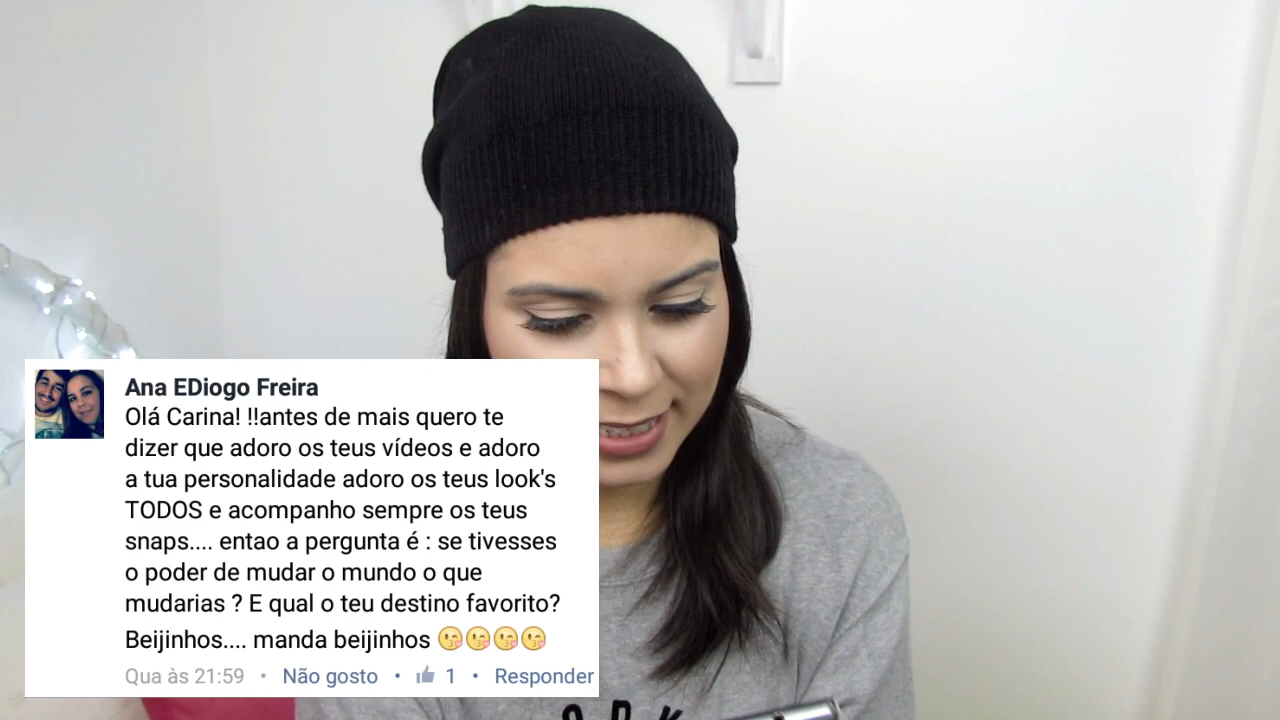 Ana EDiogo Freira
Olá Carina! !!antes de mais quero te
dizer que adoro os teus vídeos e adoro
a tua personalidade adoro os teus look's
TODOS e acompanho sempre os teus
snaps.... entao a pergunta é : se tivesses
o poder de mudar o mundo o que
mudarias ? E qual o teu destino favorito?
Beijinhos.... manda beijinhos 😘😘😘😘
Qua às 21:59 • Não gosto • 👍 1 • Responder